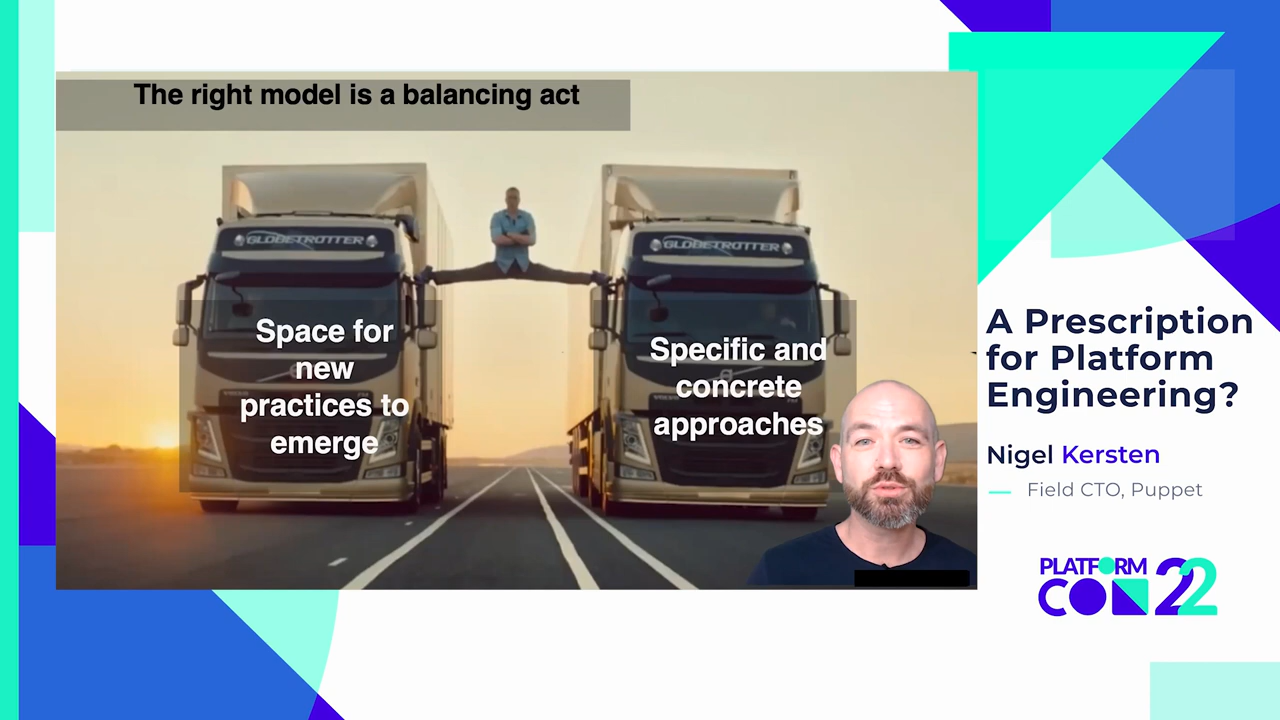 The right model is a balancing act
GLOBETROTTER
GLOBETROTTER
Space for
new
practices to
emerge
Specific and
concrete
approaches
VOLVO
A Prescription
for Platform
Engineering?
Nigel Kersten
Field CTO, Puppet
PLATFORM
CON 22